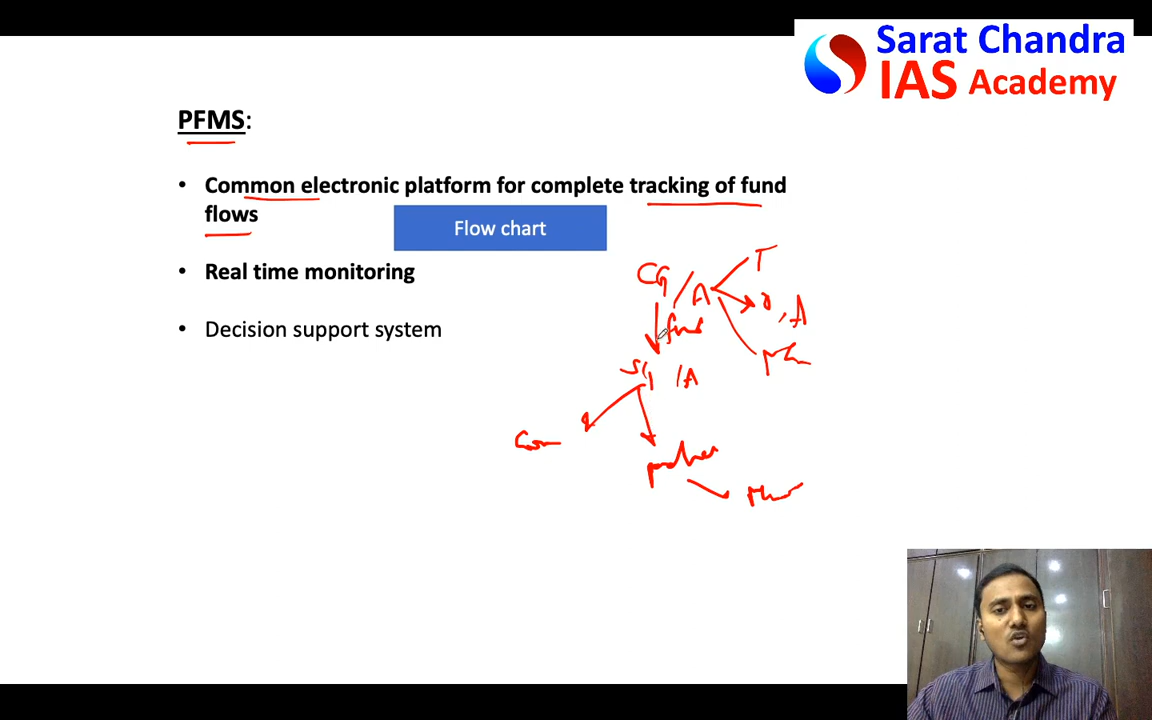 Sarat Chandra
IAS Academy
PFMS:
• Common electronic platform for complete tracking of fund
flows
Flow chart
• Real time monitoring
• Decision support system
CG / A
T
, A
SG / A